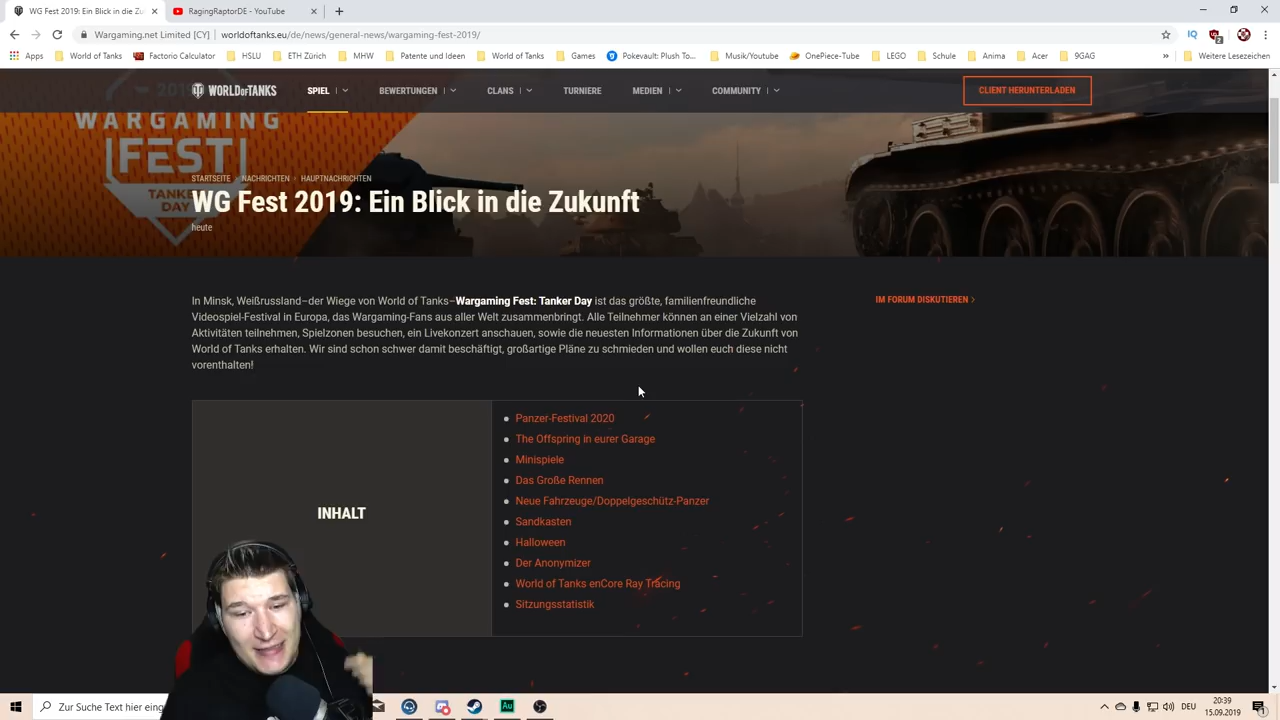 WG Fest 2019: Ein Blick in die Zu
RagingRaptorDE - YouTube
Wargaming.net Limited [CY] | worldoftanks.eu/de/news/general-news/wargaming-fest-2019/
Apps World of Tanks Factorio Calculator HSLU ETH Zürich MHW Patente und Ideen World of Tanks Games Pokevault: Plush To... Musik/Youtube OnePiece-Tube LEGO Schule Anima Acer 9GAG » Weitere Lesezeichen
WORLD OF TANKS SPIEL BEWERTUNGEN CLANS TURNIERE MEDIEN COMMUNITY CLIENT HERUNTERLADEN
WARGAMING
FEST
TANKER
DAY
STARTSEITE NACHRICHTEN HAUPTNACHRICHTEN
WG Fest 2019: Ein Blick in die Zukunft
heute
In Minsk, Weißrussland–der Wiege von World of Tanks–Wargaming Fest: Tanker Day ist das größte, familienfreundliche
Videospiel-Festival in Europa, das Wargaming-Fans aus aller Welt zusammenbringt. Alle Teilnehmer können an einer Vielzahl von
Aktivitäten teilnehmen, Spielzonen besuchen, ein Livekonzert anschauen, sowie die neuesten Informationen über die Zukunft von
World of Tanks erhalten. Wir sind schon schwer damit beschäftigt, großartige Pläne zu schmieden und wollen euch diese nicht
vorenthalten!
IM FORUM DISKUTIEREN
INHALT
Panzer-Festival 2020
The Offspring in eurer Garage
Minispiele
Das Große Rennen
Neue Fahrzeuge/Doppelgeschütz-Panzer
Sandkasten
Halloween
Der Anonymizer
World of Tanks enCore Ray Tracing
Sitzungsstatistik
Zur Suche Text hier eing
Au
DEU
20:39
15.09.2019